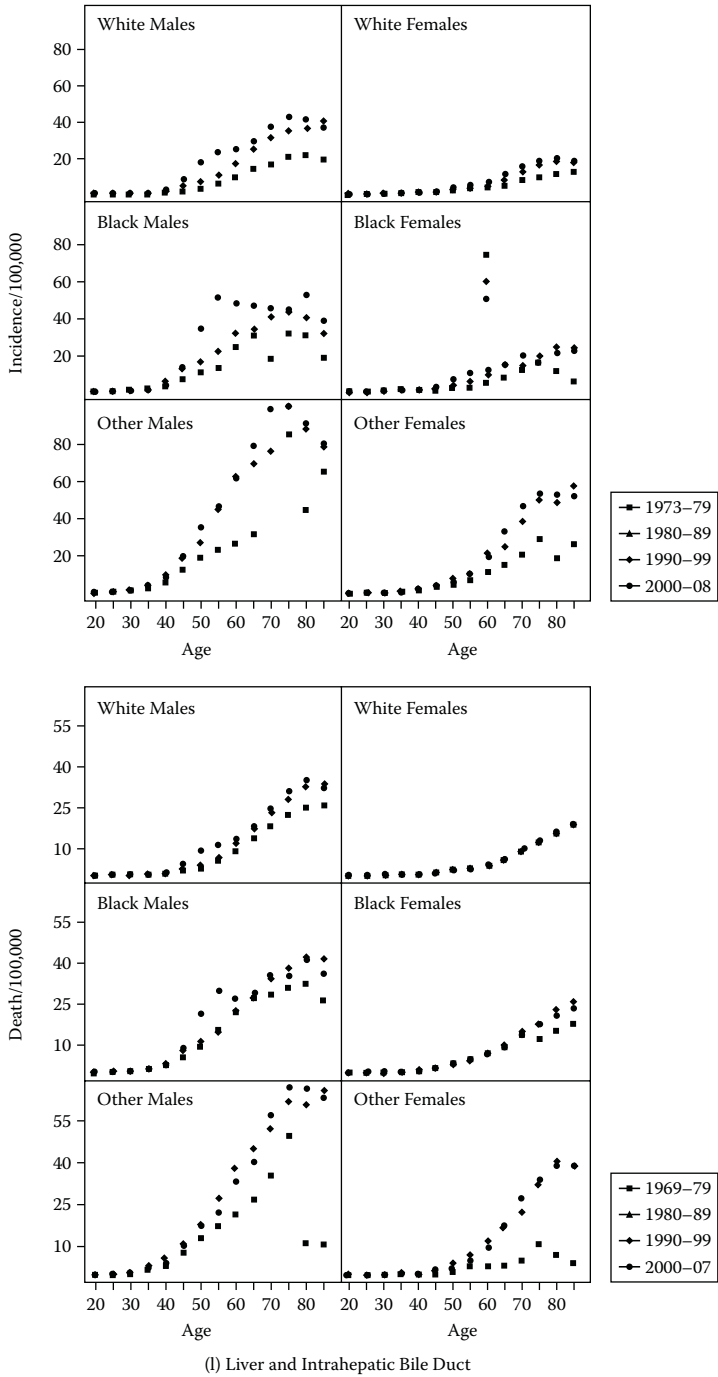 White Males
White Females
80
60
40
20
Black Males
Black Females
80
60
40
20
Incidence/100,000
Other Males
Other Females
80
60
40
20
20 30 40 50 60 70 80
20 30 40 50 60 70 80
Age
Age
1973–79
1980–89
1990–99
2000–08
White Males
White Females
55
40
25
10
Black Males
Black Females
55
40
25
10
Death/100,000
Other Males
Other Females
55
40
25
10
20 30 40 50 60 70 80
20 30 40 50 60 70 80
Age
Age
1969–79
1980–89
1990–99
2000–07
(l) Liver and Intrahepatic Bile Duct